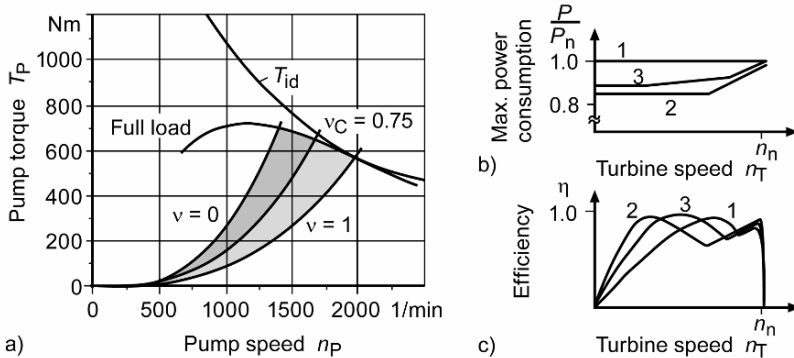 Nm
1000
800
600
400
200
0
Pump torque T_P
T_id
Full load
ν_C = 0.75
ν = 0
ν = 1
0 500 1000 1500 2000 1/min
Pump speed n_P
a)
P/P_n
1.0
0.8
Max. power
consumption
1
3
2
n_n
Turbine speed n_T
b)
η
1.0
Efficiency
2 3 1
n_n
Turbine speed n_T
c)